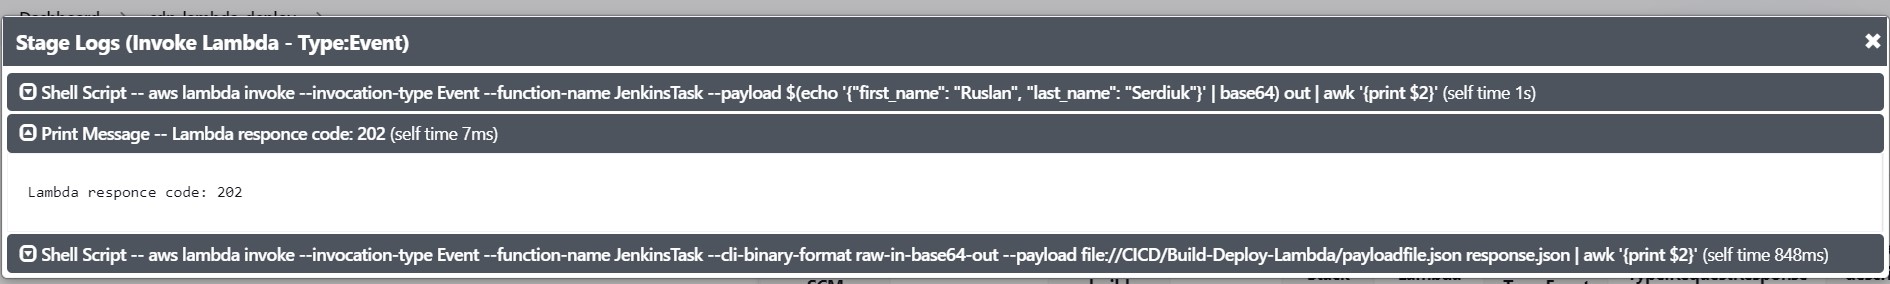 Dashboard > cdp-lambda-deploy >
Stage Logs (Invoke Lambda - Type:Event)
Shell Script -- aws lambda invoke --invocation-type Event --function-name JenkinsTask --payload $(echo '{"first_name": "Ruslan", "last_name": "Serdiuk"}' | base64) out | awk '{print $2}' (self time 1s)
Print Message -- Lambda responce code: 202 (self time 7ms)
Lambda responce code: 202
Shell Script -- aws lambda invoke --invocation-type Event --function-name JenkinsTask --cli-binary-format raw-in-base64-out --payload file://CICD/Build-Deploy-Lambda/payloadfile.json response.json | awk '{print $2}' (self time 848ms)